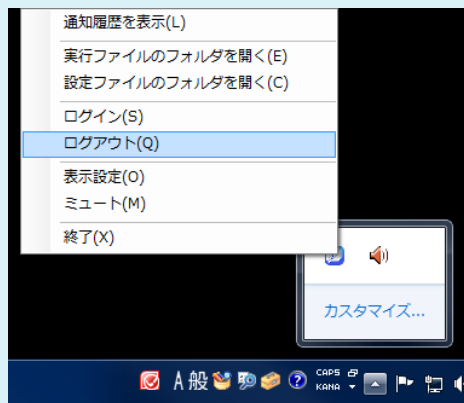 通知履歴を表示(L)
実行ファイルのフォルダを開く(E)
設定ファイルのフォルダを開く(C)
ログイン(S)
ログアウト(Q)
表示設定(O)
ミュート(M)
終了(X)
カスタマイズ...
A般
CAPS
KANA